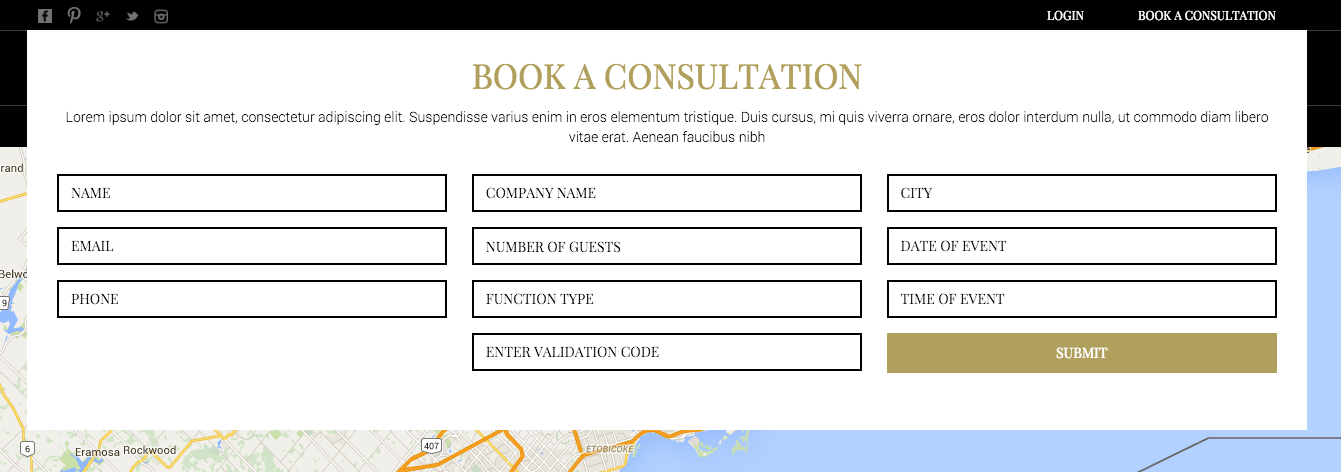 LOGIN BOOK A CONSULTATION
BOOK A CONSULTATION
Lorem ipsum dolor sit amet, consectetur adipiscing elit. Suspendisse varius enim in eros elementum tristique. Duis cursus, mi quis viverra ornare, eros dolor interdum nulla, ut commodo diam libero
vitae erat. Aenean faucibus nibh
rand
NAME COMPANY NAME CITY
EMAIL NUMBER OF GUESTS DATE OF EVENT
Belwo
9
PHONE FUNCTION TYPE TIME OF EVENT
ENTER VALIDATION CODE SUBMIT
6
Eramosa Rockwood
407
ETOBICOKE